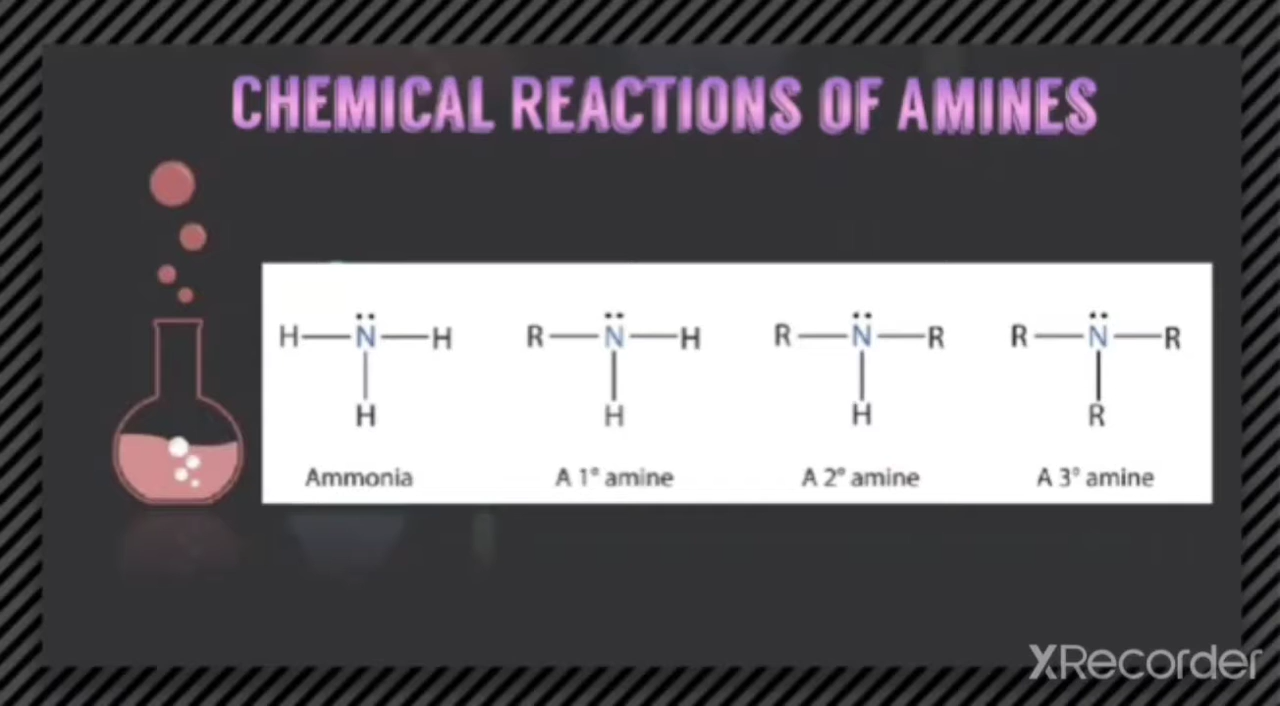 CHEMICAL REACTIONS OF AMINES
H—N̈—H R—N̈—H R—N̈—R R—N̈—R
H H H R
Ammonia A 1° amine A 2° amine A 3° amine
XRecorder